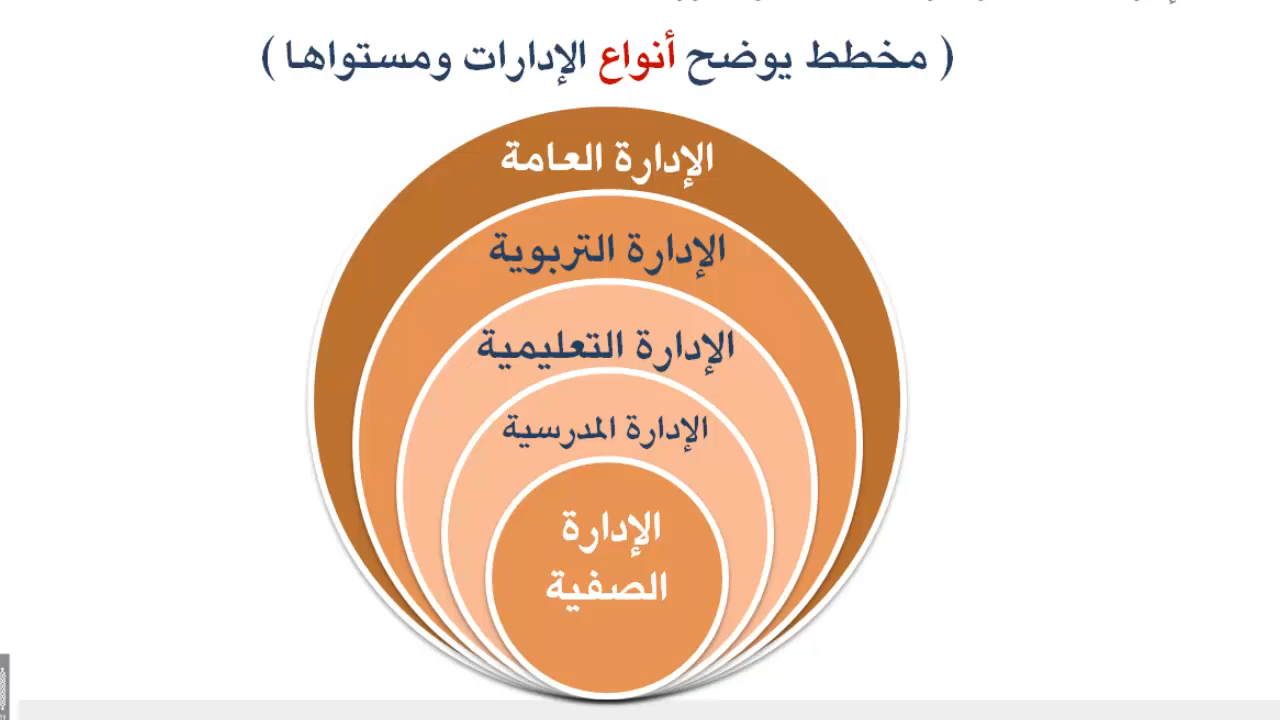 ( مخطط يوضح أنواع الإدارات ومستواها )
الإدارة العامة
الإدارة التربوية
الإدارة التعليمية
الإدارة المدرسية
الإدارة
الصفية